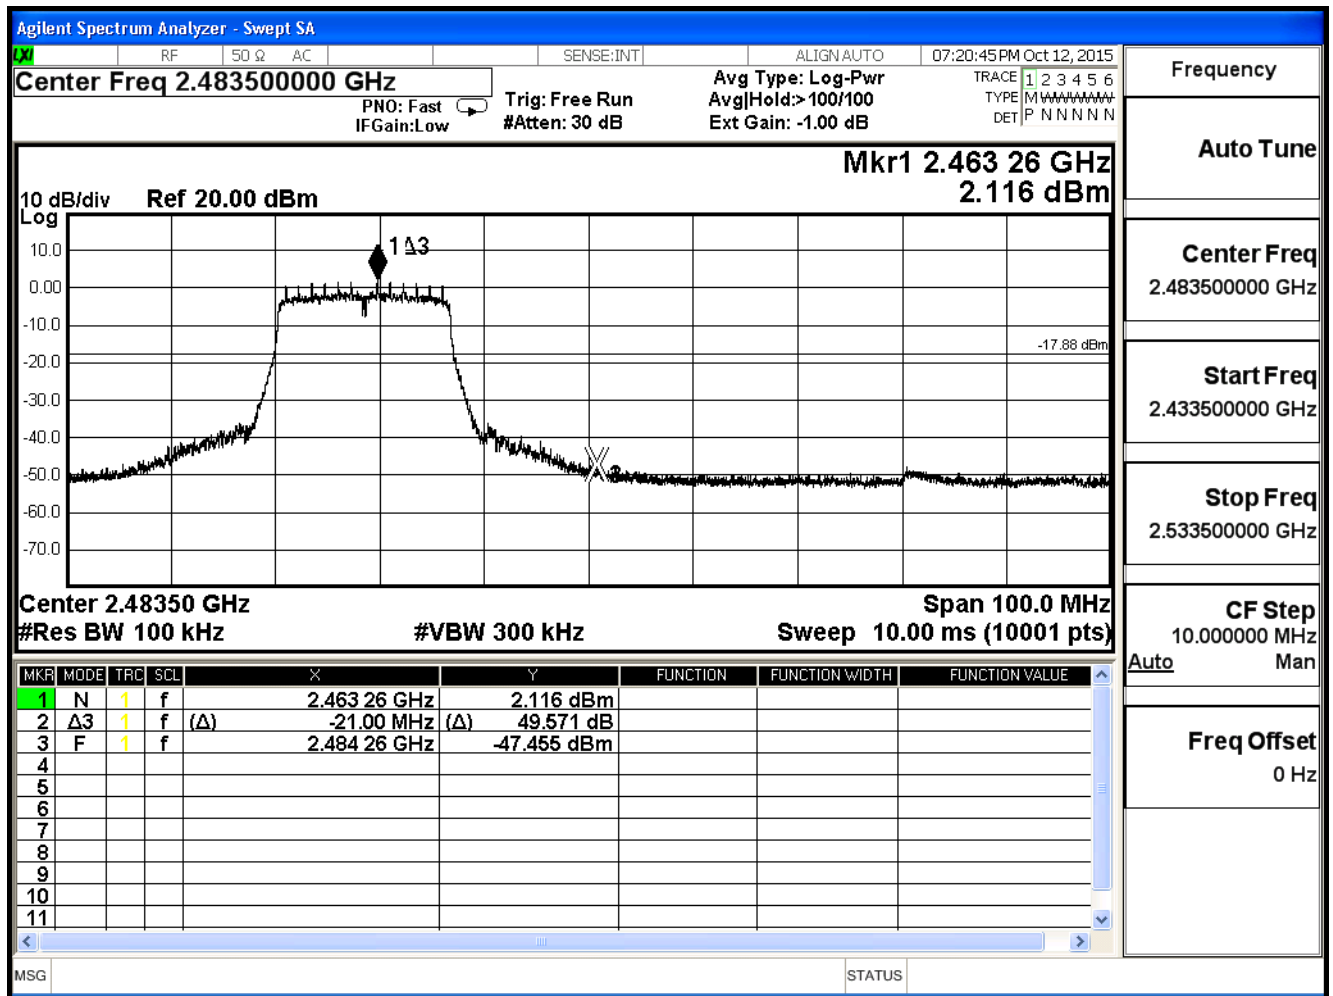 Agilent Spectrum Analyzer - Swept SA
LXI RF 50 Ω AC SENSE:INT ALIGN AUTO 07:20:45 PM Oct 12, 2015
Center Freq 2.483500000 GHz
PNO: Fast
IFGain:Low
Trig: Free Run
#Atten: 30 dB
Avg Type: Log-Pwr
Avg|Hold:>100/100
Ext Gain: -1.00 dB
TRACE 1 2 3 4 5 6
TYPE M WWWWW
DET P N N N N N
Mkr1 2.463 26 GHz
2.116 dBm
10 dB/div Ref 20.00 dBm
Log
10.0
0.00
-10.0
-20.0
-30.0
-40.0
-50.0
-60.0
-70.0
1Δ3
-17.88 dBm
X
Center 2.48350 GHz Span 100.0 MHz
#Res BW 100 kHz #VBW 300 kHz Sweep 10.00 ms (10001 pts)
MKR MODE TRC SCL X Y FUNCTION FUNCTION WIDTH FUNCTION VALUE
1 N 1 f 2.463 26 GHz 2.116 dBm
2 Δ3 1 f (Δ) -21.00 MHz (Δ) 49.571 dB
3 F 1 f 2.484 26 GHz -47.455 dBm
4
5
6
7
8
9
10
11
MSG STATUS
Frequency
Auto Tune
Center Freq
2.483500000 GHz
Start Freq
2.433500000 GHz
Stop Freq
2.533500000 GHz
CF Step
10.000000 MHz
Auto Man
Freq Offset
0 Hz